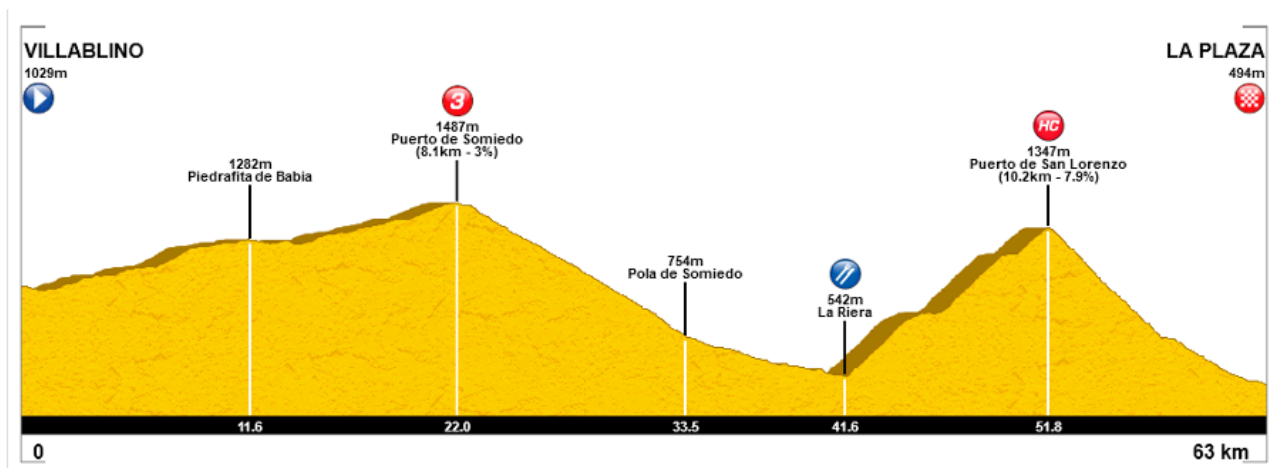 VILLABLINO
1029m
LA PLAZA
494m
3
1487m
Puerto de Somiedo
(8.1km - 3%)
HC
1347m
Puerto de San Lorenzo
(10.2km - 7.9%)
1282m
Piedrafita de Babia
754m
Pola de Somiedo
542m
La Riera
11.6
22.0
33.5
41.6
51.8
0
63 km